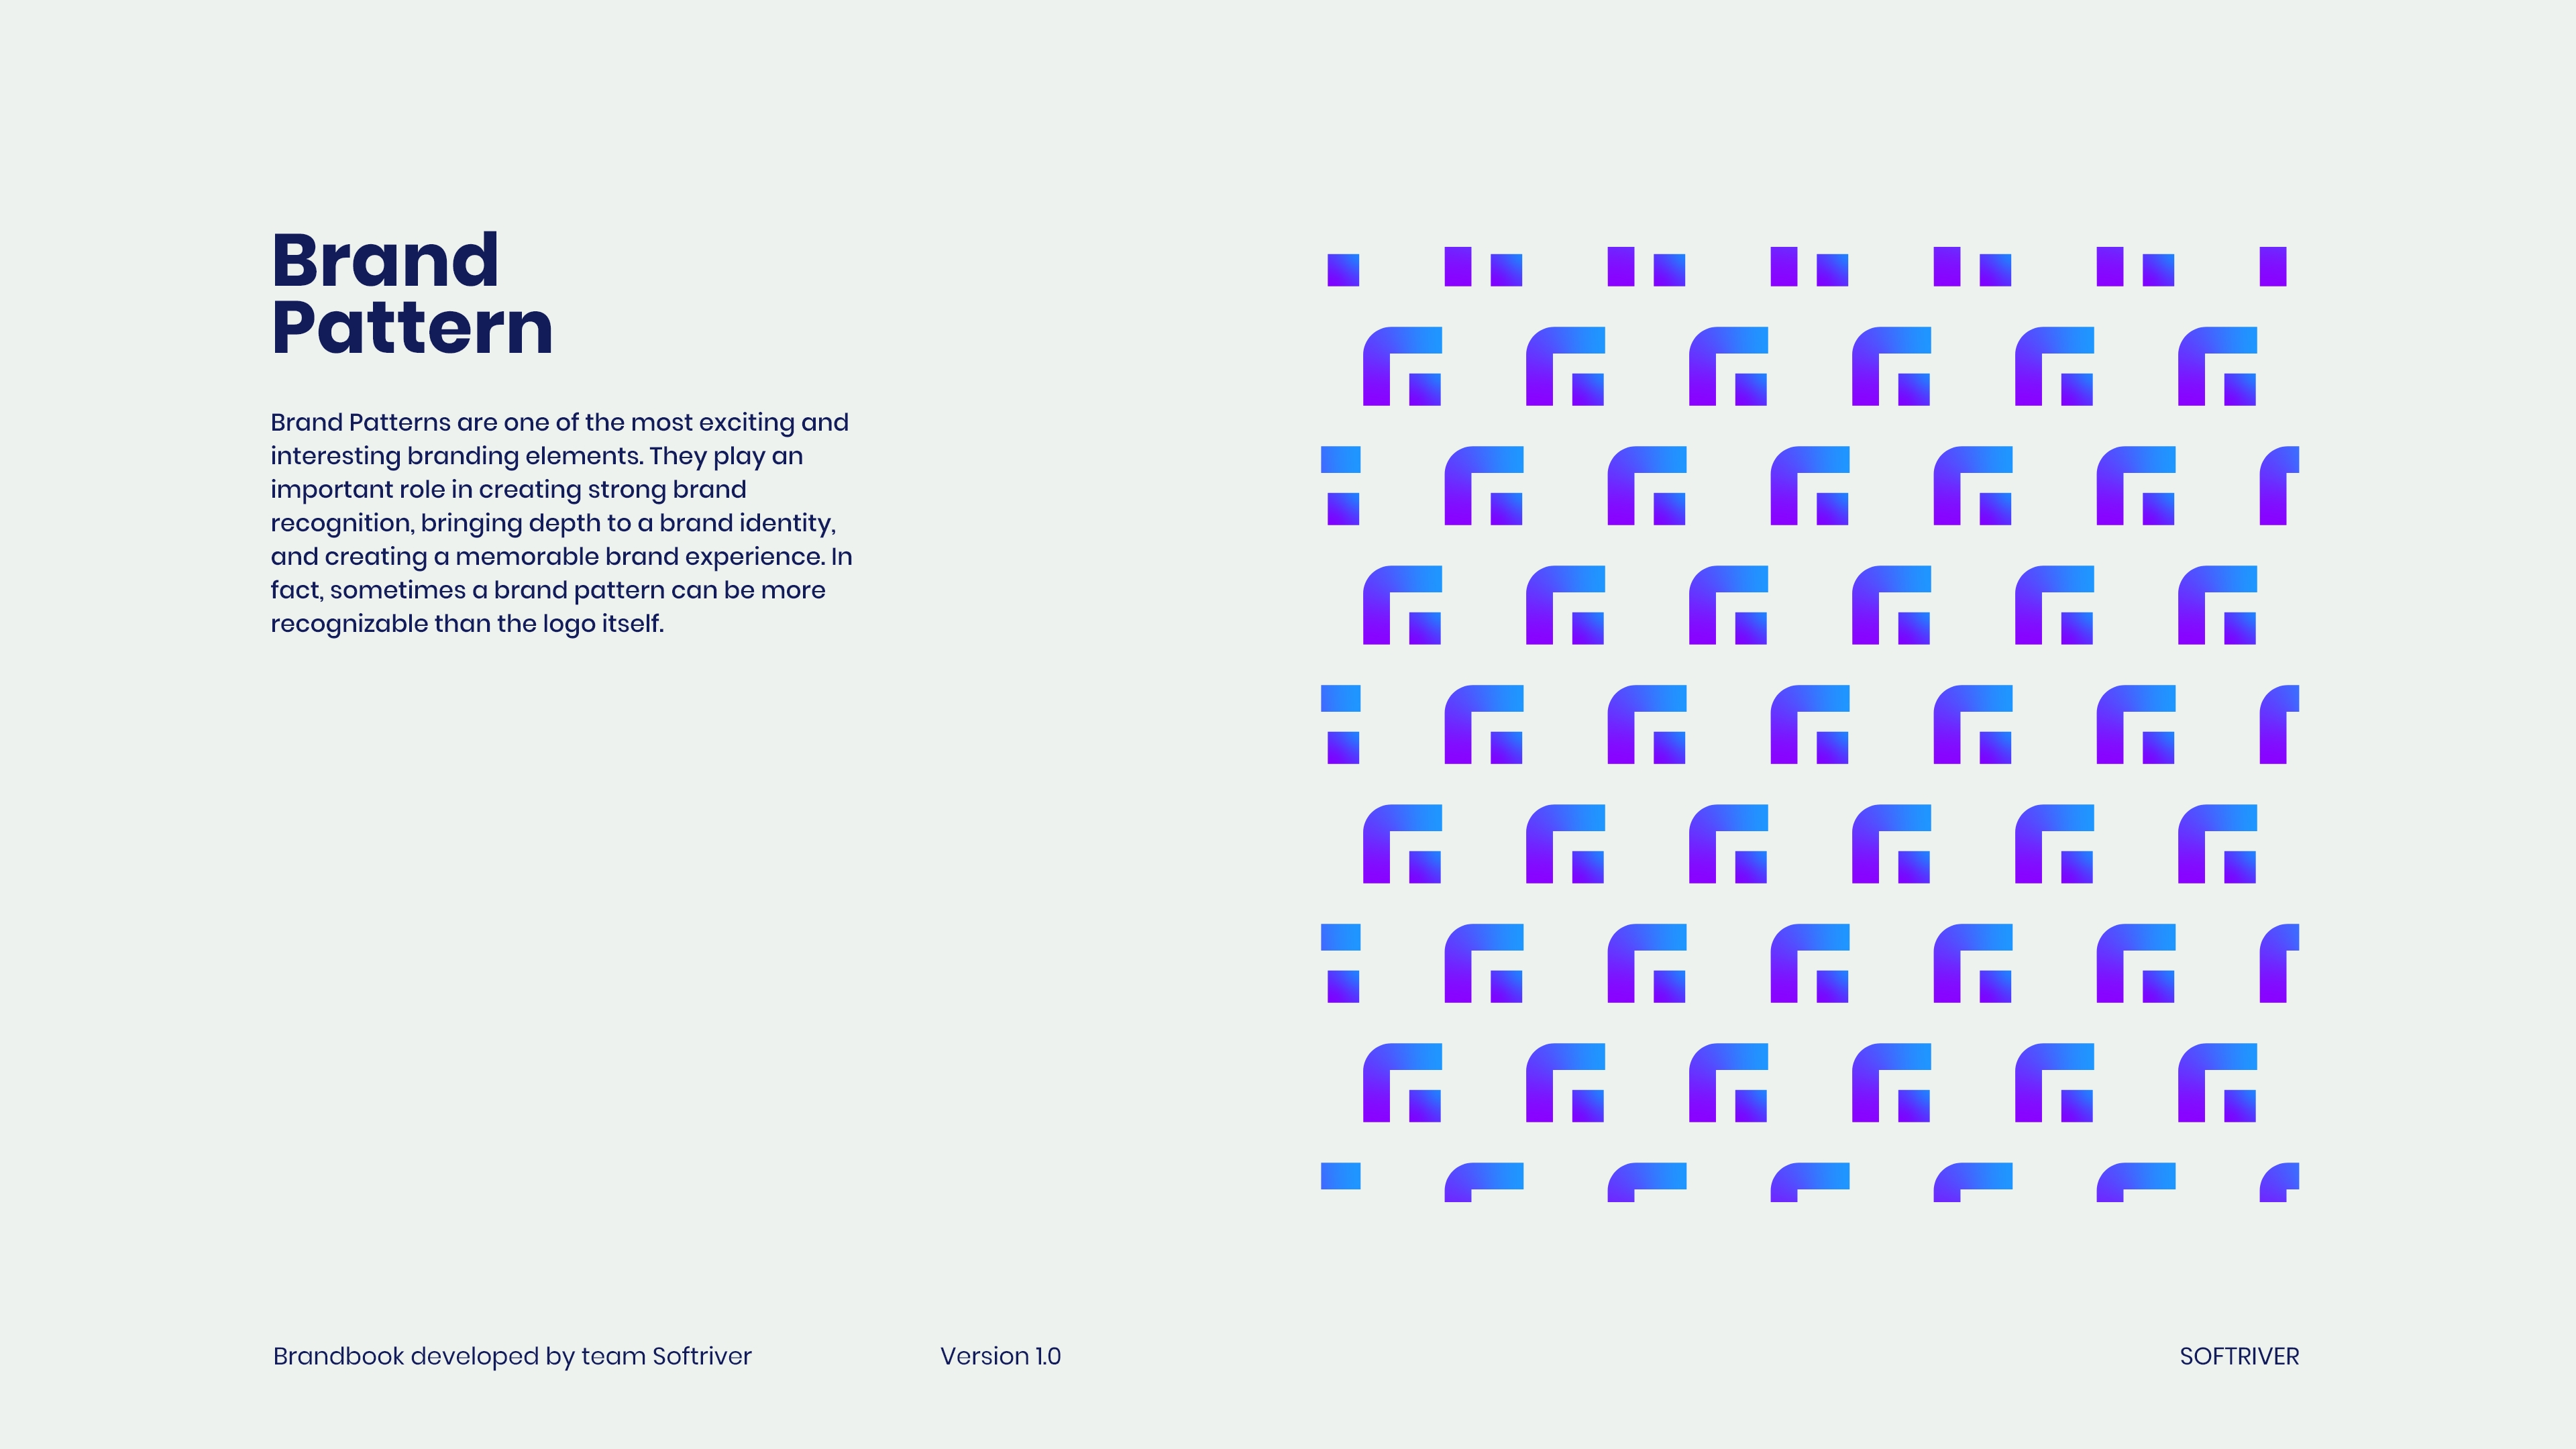 Brand
Pattern
Brand Patterns are one of the most exciting and
interesting branding elements. They play an
important role in creating strong brand
recognition, bringing depth to a brand identity,
and creating a memorable brand experience. In
fact, sometimes a brand pattern can be more
recognizable than the logo itself.
Brandbook developed by team Softriver
Version 1.0
SOFTRIVER